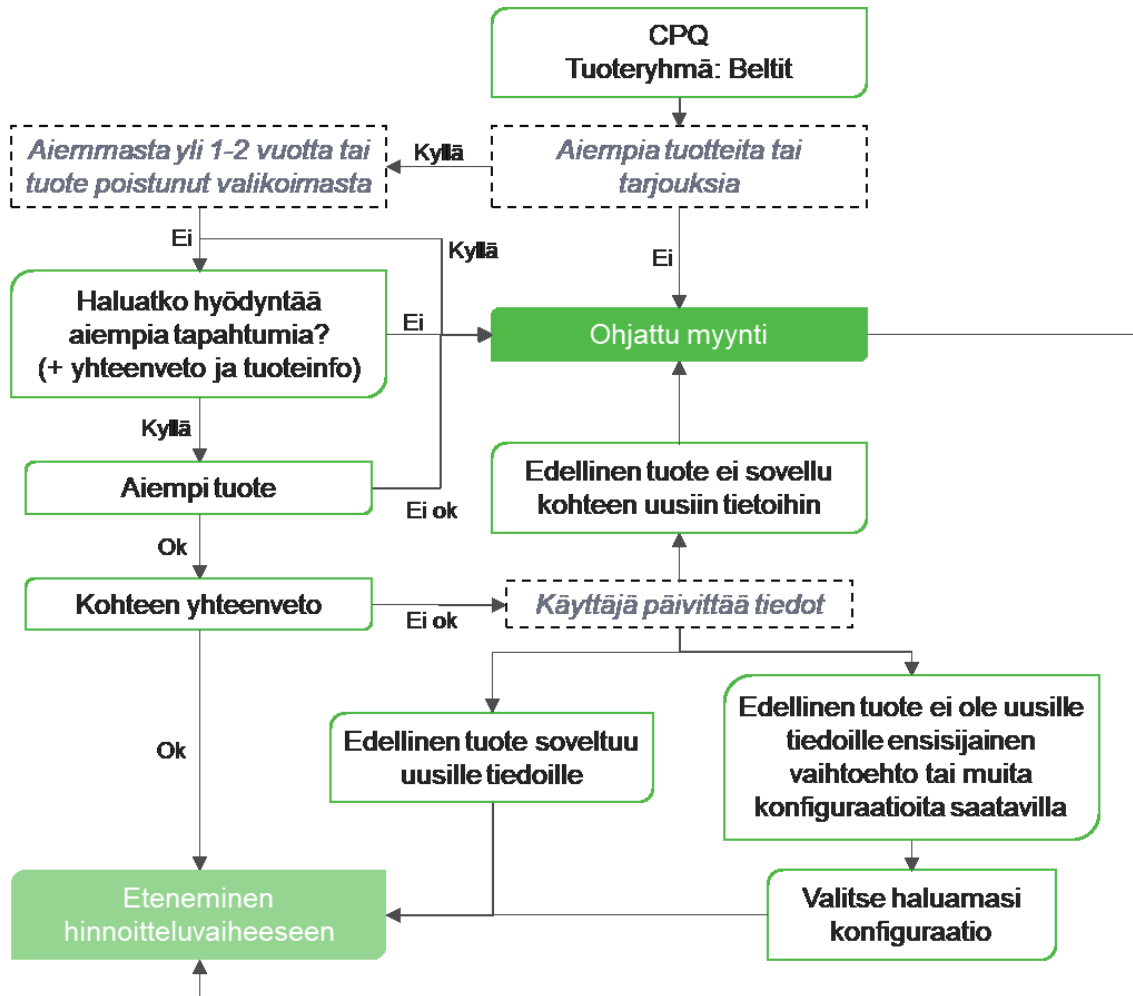 CPQ
Tuoteryhmä: Beltit
Aiemmasta yli 1-2 vuotta tai
tuote poistunut valikoimasta
Kyllä
Aiempia tuotteita tai
tarjouksia
Ei
Kyllä
Ei
Haluatko hyödyntää
aiempia tapahtumia?
(+ yhteenveto ja tuoteinfo)
Ei
Ohjattu myynti
Kyllä
Aiempi tuote
Ei ok
Edellinen tuote ei sovellu
kohteen uusiin tietoihin
Ok
Kohteen yhteenveto
Ei ok
Käyttäjä päivittää tiedot
Ok
Edellinen tuote soveltuu
uusille tiedoille
Edellinen tuote ei ole uusille
tiedoille ensisijainen
vaihtoehto tai muita
konfiguraatioita saatavilla
Eteneminen
hinnoitteluvaiheeseen
Valitse haluamasi
konfiguraatio